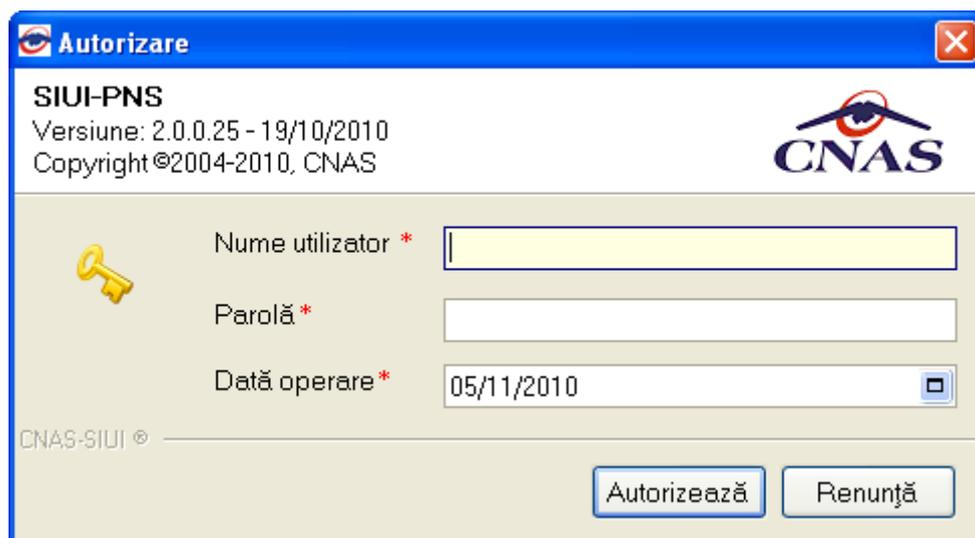 Autorizare
SIUI-PNS
Versiune: 2.0.0.25 - 19/10/2010
Copyright ©2004-2010, CNAS
CNAS
Nume utilizator *
Parolă *
Dată operare *
05/11/2010
CNAS-SIUI ®
Autorizează
Renunţă